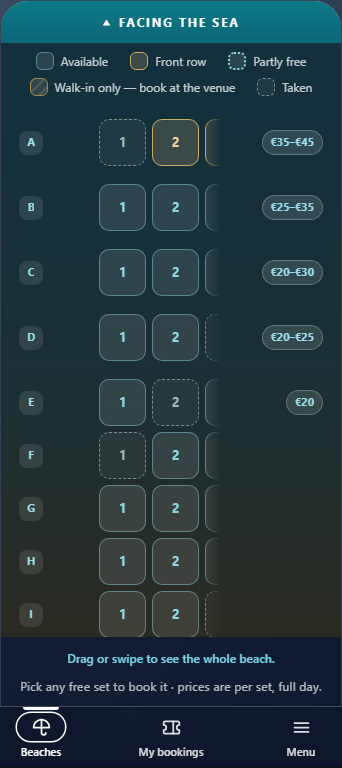 ▲ FACING THE SEA
Available Front row Partly free
Walk-in only — book at the venue Taken
A 1 2 €35–€45
B 1 2 €25–€35
C 1 2 €20–€30
D 1 2 €20–€25
E 1 2 €20
F 1 2
G 1 2
H 1 2
I 1 2
Drag or swipe to see the whole beach.
Pick any free set to book it · prices are per set, full day.
Beaches My bookings Menu